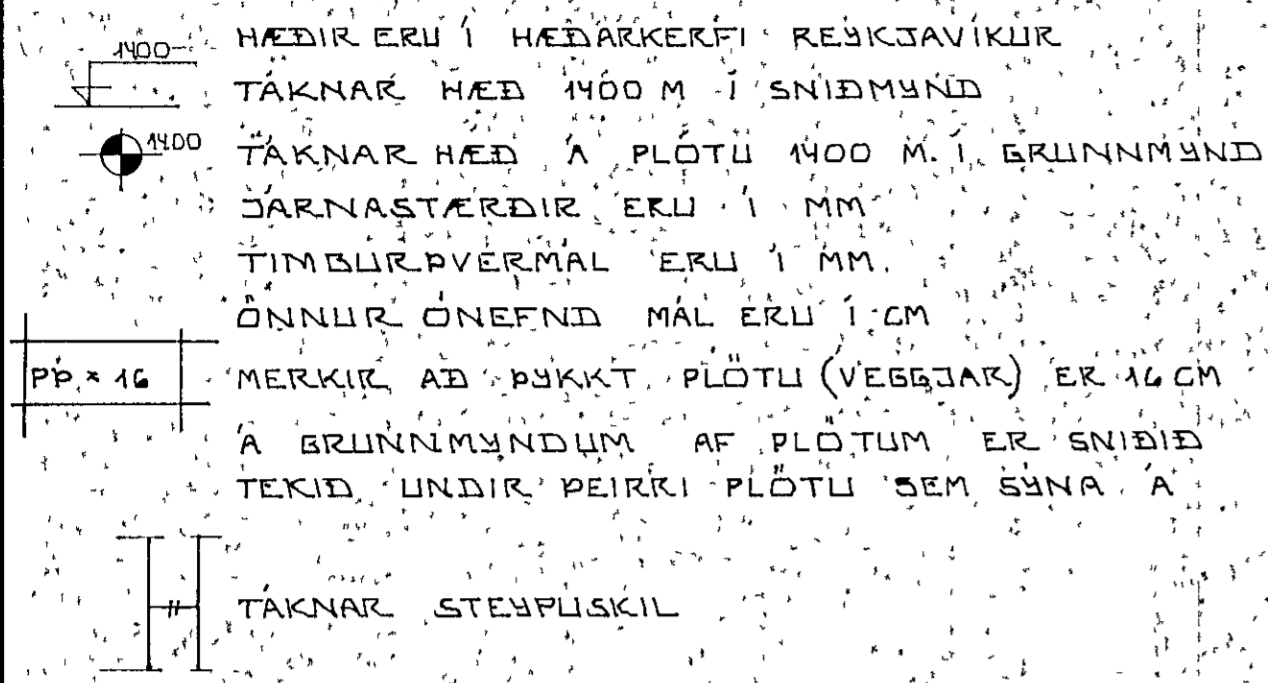 HÆÐIR ERU Í HÆÐARKERFI REYKJAVÍKUR
1400
TÁKNAR HÆÐ 1400 M Í SNIÐMYND
1400
TÁKNAR HÆÐ Á PLÖTU 1400 M. Í GRUNNMYND
JÁRNASTÆRÐIR ERU Í MM
TIMBURÞVERMÁL ERU Í MM.
ÖNNUR ÓNEFND MÁL ERU Í CM
PÞ = 16 MERKIR AÐ ÞYKKT PLÖTU (VEGGJAR) ER 16 CM
Á GRUNNMYNDUM AF PLÖTUM ER SNIÐIÐ
TEKIÐ UNDIR ÞEIRRI PLÖTU SEM SÝNA Á
TÁKNAR STEYPUSKIL